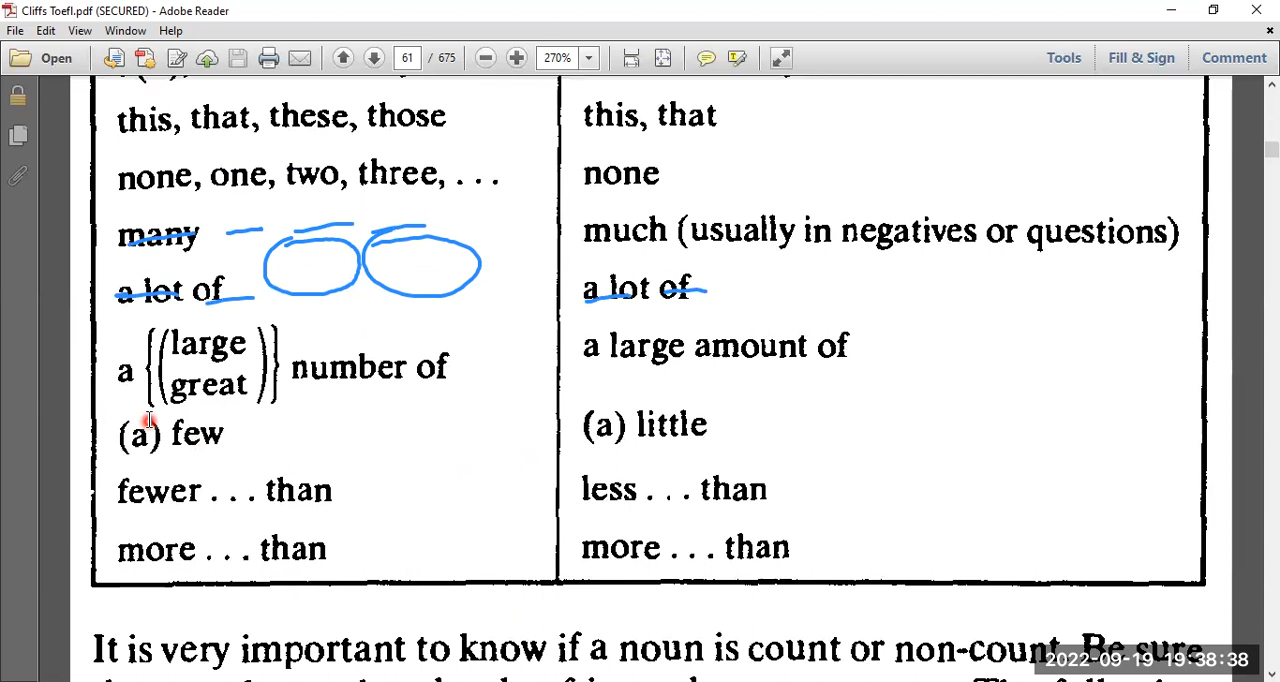 Cliffs Toefl.pdf (SECURED) - Adobe Reader
File Edit View Window Help
Open 61 / 675 270% Tools Fill & Sign Comment
this, that, these, those this, that
none, one, two, three, . . . none
many much (usually in negatives or questions)
a lot of a lot of
a {(large / great)} number of a large amount of
(a) few (a) little
fewer . . . than less . . . than
more . . . than more . . . than
It is very important to know if a noun is count or non-count. Be sure
2022-09-19 19:38:38